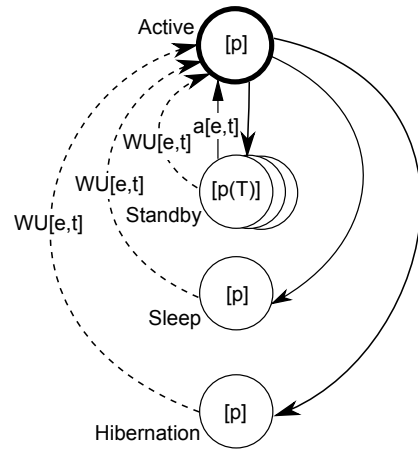 Active
[p]
a[e,t]
WU[e,t]
WU[e,t]
WU[e,t]
[p(T)]
Standby
[p]
Sleep
[p]
Hibernation